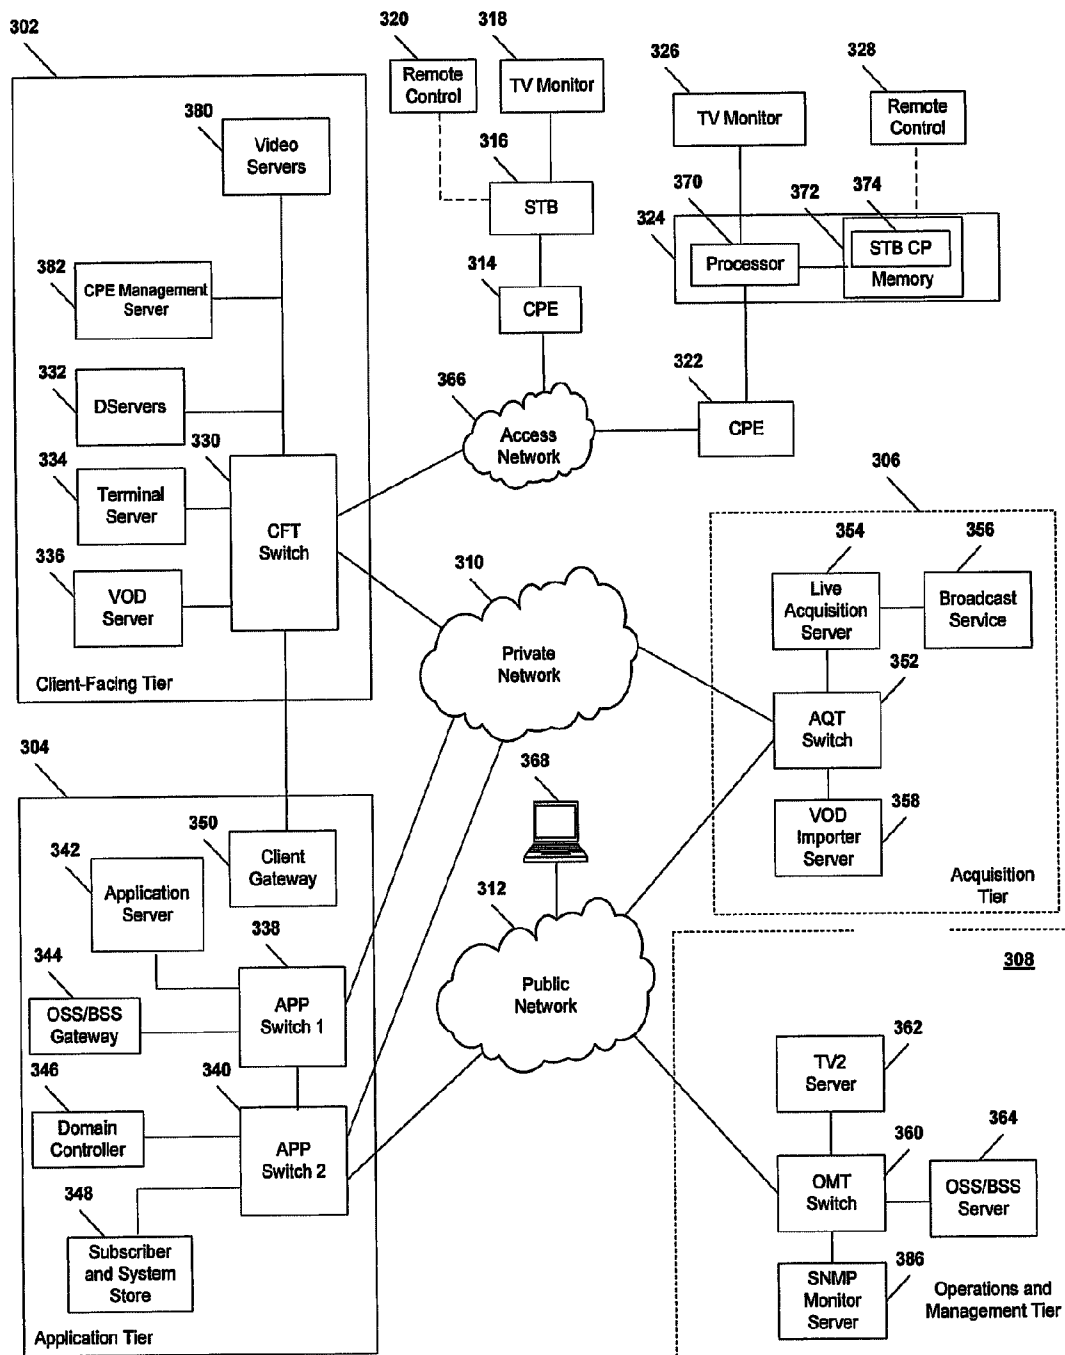 302
320
318
326
328
Remote
Control
TV Monitor
TV Monitor
Remote
Control
380
Video
Servers
316
STB
370
372
374
324
Processor
STB CP
Memory
382
CPE Management
Server
314
CPE
332
DServers
366
Access
Network
322
CPE
330
334
Terminal
Server
CFT
Switch
336
VOD
Server
Client-Facing Tier
306
354
356
Live
Acquisition
Server
Broadcast
Service
310
Private
Network
352
AQT
Switch
304
368
350
Client
Gateway
358
VOD
Importer
Server
Acquisition
Tier
342
Application
Server
312
Public
Network
338
APP
Switch 1
344
OSS/BSS
Gateway
308
362
TV2
Server
346
Domain
Controller
340
APP
Switch 2
360
OMT
Switch
364
OSS/BSS
Server
348
Subscriber
and System
Store
386
SNMP
Monitor
Server
Operations and
Management Tier
Application Tier